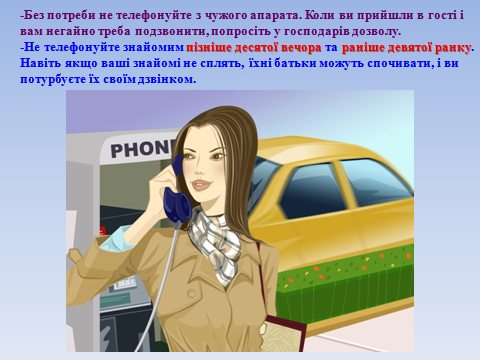 -Без потреби не телефонуйте з чужого апарата. Коли ви прийшли в гості і
вам негайно треба подзвонити, попросіть у господарів дозволу.
-Не телефонуйте знайомим пізніше десятої вечора та раніше девятої ранку.
Навіть якщо ваші знайомі не сплять, їхні батьки можуть спочивати, і ви
потурбуєте їх своїм дзвінком.
PHONE